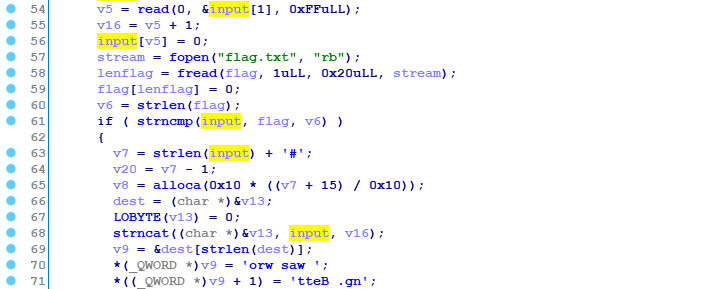 54 v5 = read(0, &input[1], 0xFFuLL);
55 v16 = v5 + 1;
56 input[v5] = 0;
57 stream = fopen("flag.txt", "rb");
58 lenflag = fread(flag, 1uLL, 0x20uLL, stream);
59 flag[lenflag] = 0;
60 v6 = strlen(flag);
61 if ( strncmp(input, flag, v6) )
62 {
63 v7 = strlen(input) + '#';
64 v20 = v7 - 1;
65 v8 = alloca(0x10 * ((v7 + 15) / 0x10));
66 dest = (char *)&v13;
67 LOBYTE(v13) = 0;
68 strncat((char *)&v13, input, v16);
69 v9 = &dest[strlen(dest)];
70 *(_QWORD *)v9 = 'orw saw ';
71 *((_QWORD *)v9 + 1) = 'tteB .gn';